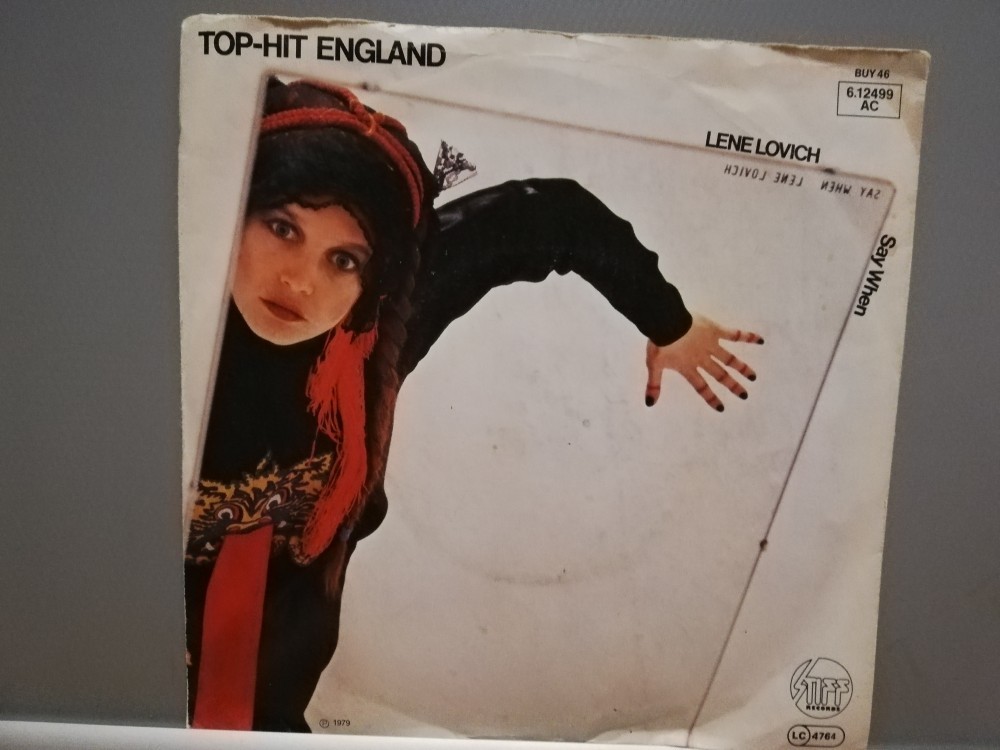 TOP-HIT ENGLAND
BUY 46
6.12499
AC
LENE LOVICH
SAY WHEN LENE LOVICH
Say When
STIFF
RECORDS
℗ 1979
LC 4764